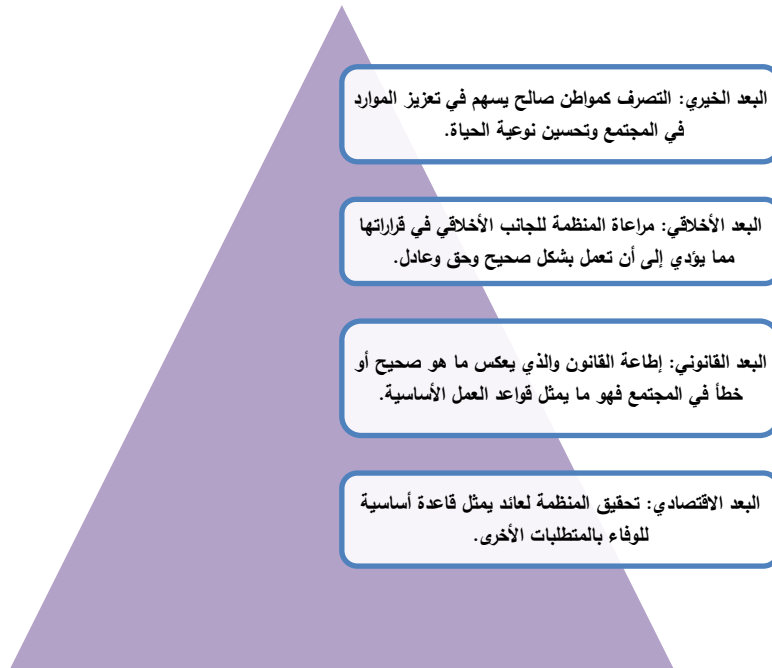 البعد الخيري: التصرف كمواطن صالح يسهم في تعزيز الموارد
في المجتمع وتحسين نوعية الحياة.
البعد الأخلاقي: مراعاة المنظمة للجانب الأخلاقي في قراراتها
مما يؤدي إلى أن تعمل بشكل صحيح وحق وعادل.
البعد القانوني: إطاعة القانون والذي يعكس ما هو صحيح أو
خطأ في المجتمع فهو ما يمثل قواعد العمل الأساسية.
البعد الاقتصادي: تحقيق المنظمة لعائد يمثل قاعدة أساسية
للوفاء بالمتطلبات الأخرى.